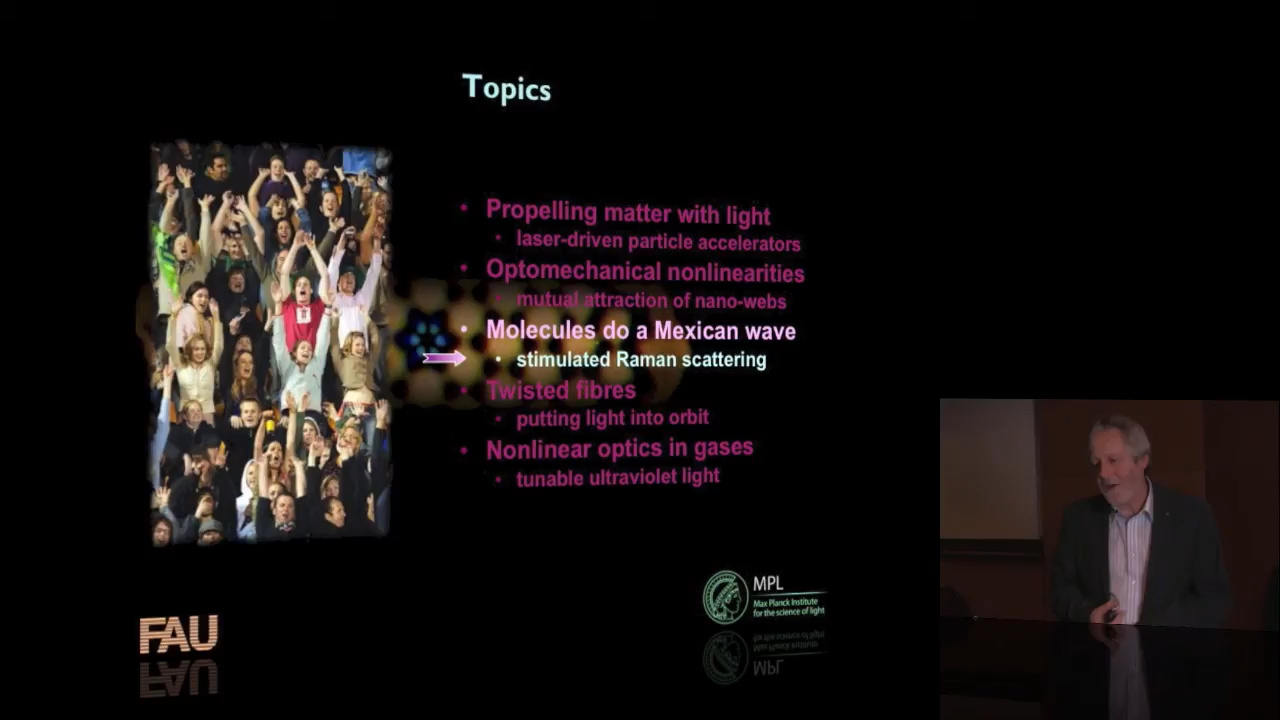 Topics
• Propelling matter with light
• laser-driven particle accelerators
• Optomechanical nonlinearities
• mutual attraction of nano-webs
• Molecules do a Mexican wave
• stimulated Raman scattering
• Twisted fibres
• putting light into orbit
• Nonlinear optics in gases
• tunable ultraviolet light
MPL
Max Planck Institute
for the science of light
FAU